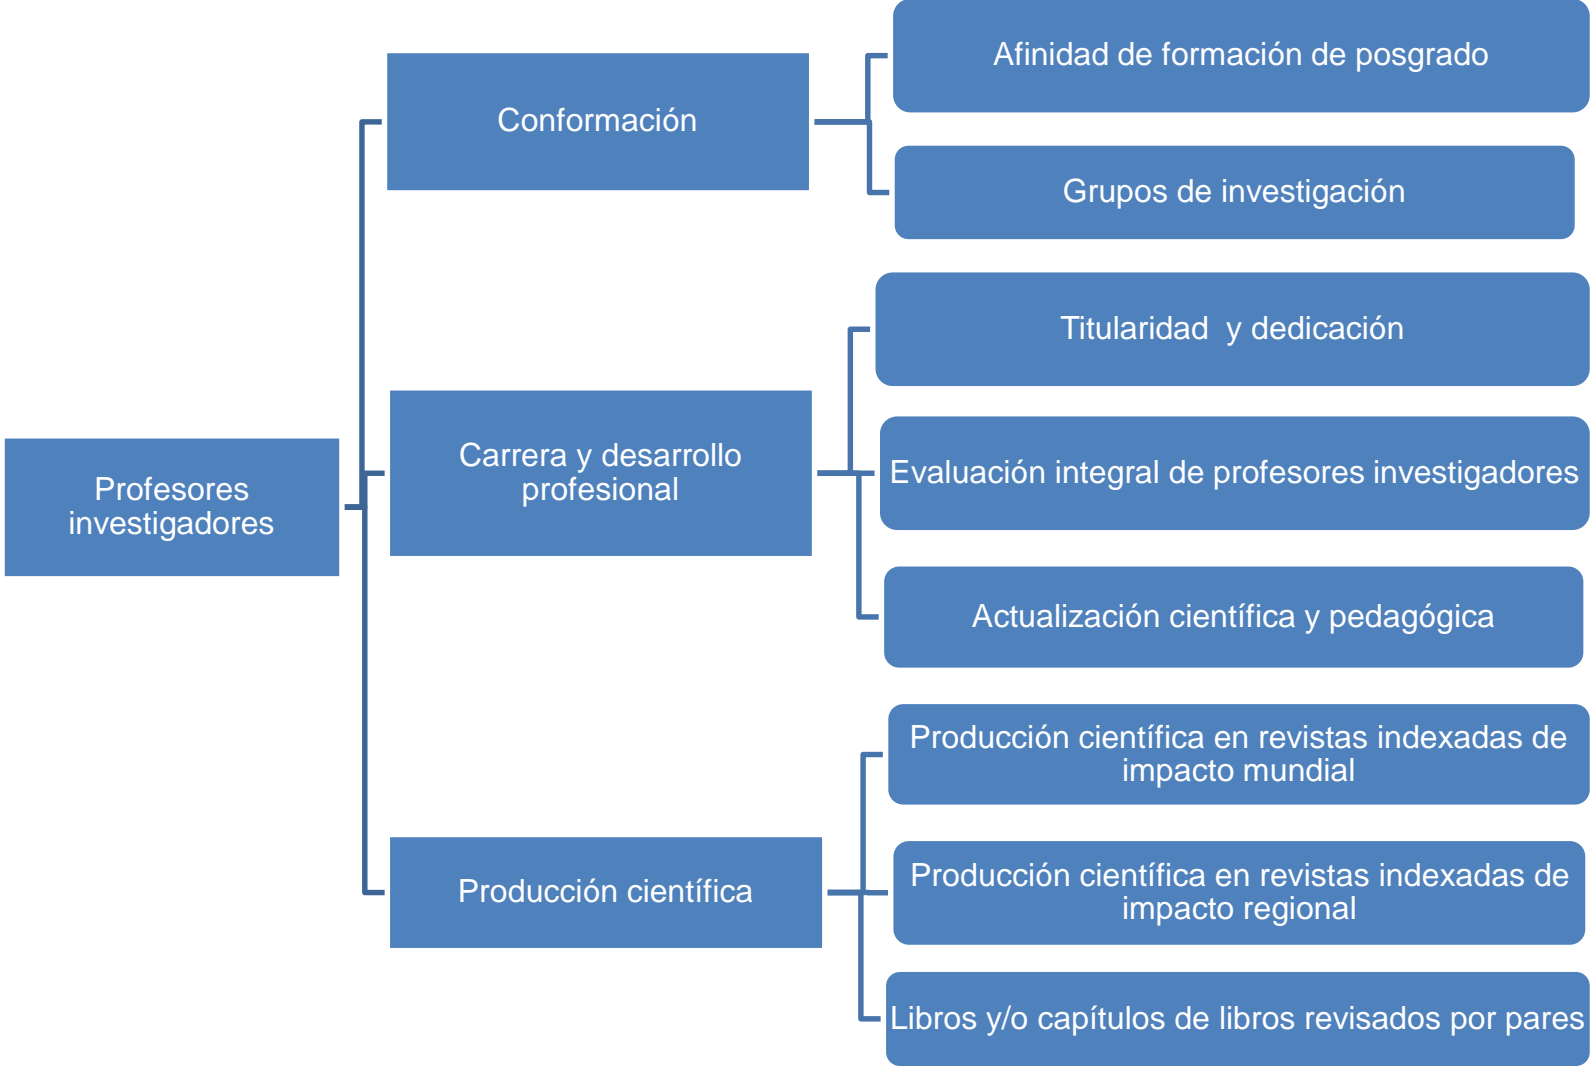 Profesores
investigadores
Conformación
Afinidad de formación de posgrado
Grupos de investigación
Carrera y desarrollo
profesional
Titularidad  y dedicación
Evaluación integral de profesores investigadores
Actualización científica y pedagógica
Producción científica
Producción científica en revistas indexadas de
impacto mundial
Producción científica en revistas indexadas de
impacto regional
Libros y/o capítulos de libros revisados por pares